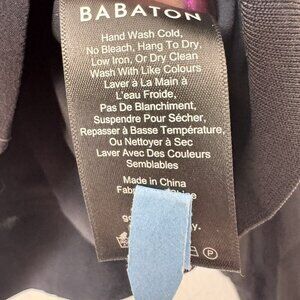 BABATON
Hand Wash Cold,
No Bleach, Hang To Dry,
Low Iron, Or Dry Clean
Wash With Like Colours
Laver À La Main À
L'eau Froide,
Pas De Blanchiment,
Suspendre Pour Sécher,
Repasser à Basse Température,
Ou Nettoyer à Sec
Laver Avec Des Couleurs
Semblables
Made in China